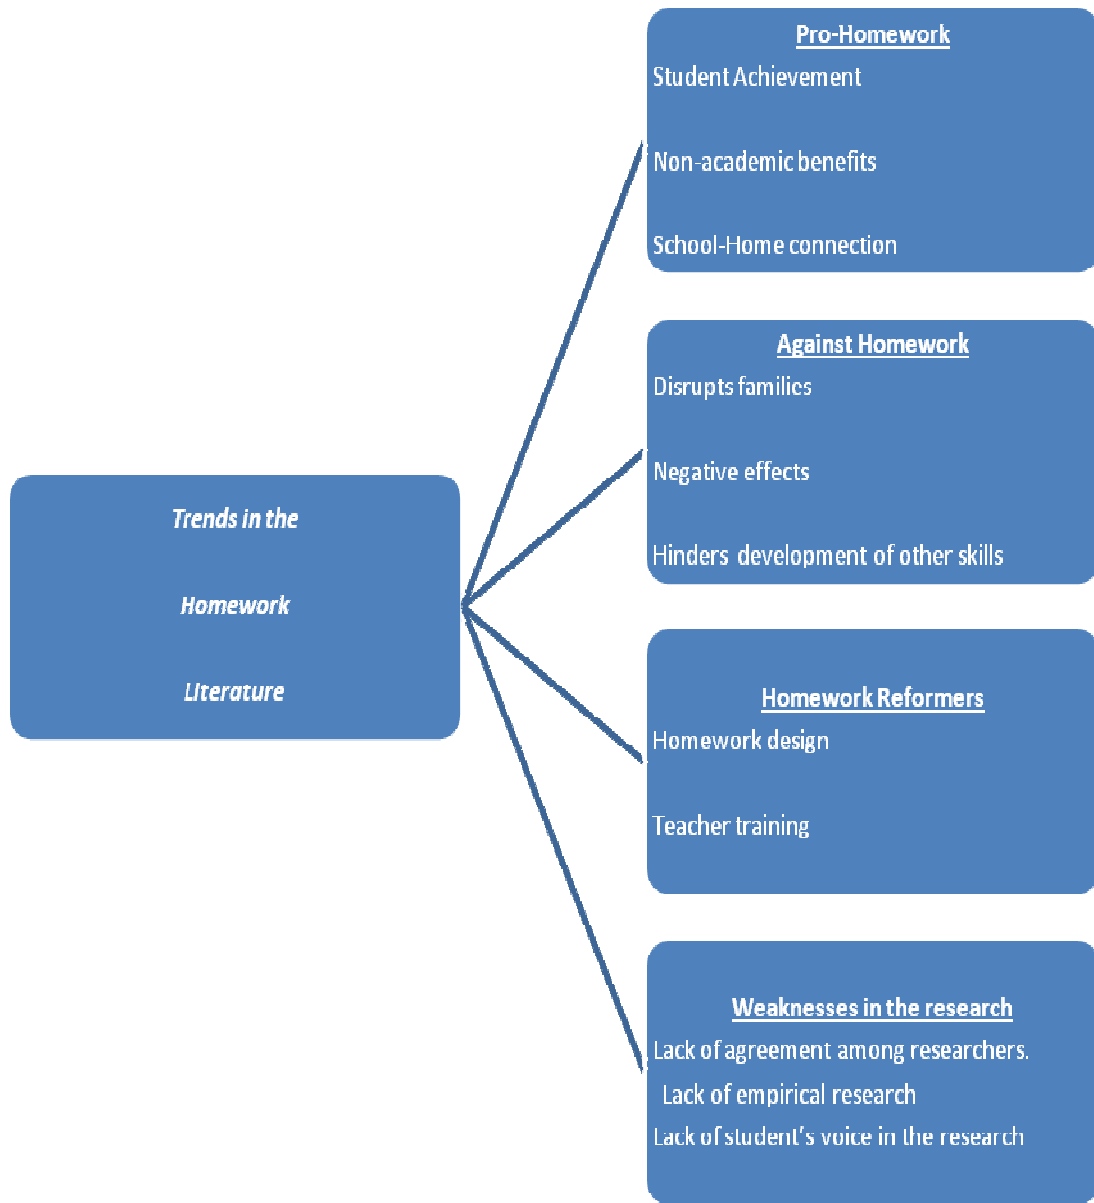 Pro-Homework
Student Achievement
Non-academic benefits
School-Home connection
Against Homework
Disrupts families
Negative effects
Hinders development of other skills
Trends in the
Homework
Literature
Homework Reformers
Homework design
Teacher training
Weaknesses in the research
Lack of agreement among researchers.
Lack of empirical research
Lack of student's voice in the research